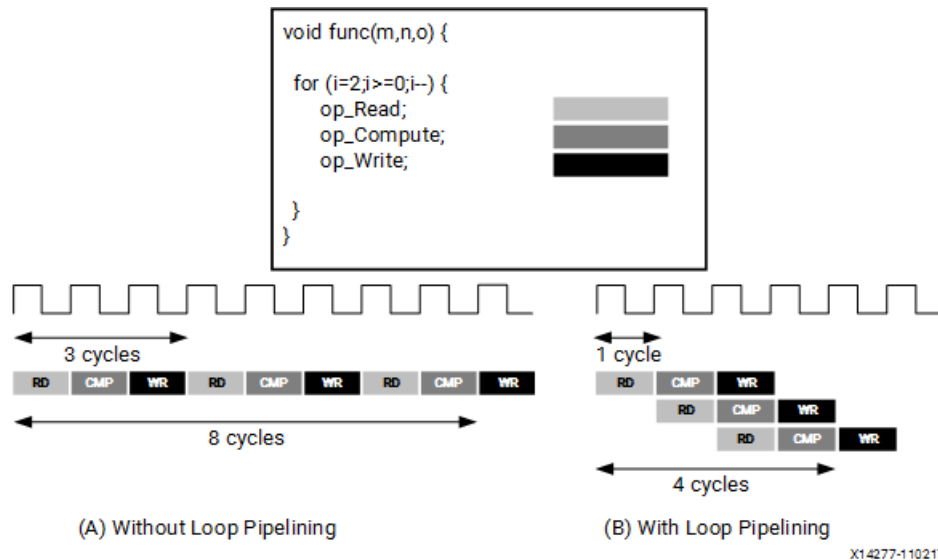 void func(m,n,o) {
for (i=2;i>=0;i--) {
op_Read;
op_Compute;
op_Write;
}
}
3 cycles
1 cycle
RD CMP WR RD CMP WR RD CMP WR
RD CMP WR
RD CMP WR
RD CMP WR
8 cycles
4 cycles
(A) Without Loop Pipelining
(B) With Loop Pipelining
X14277-11021